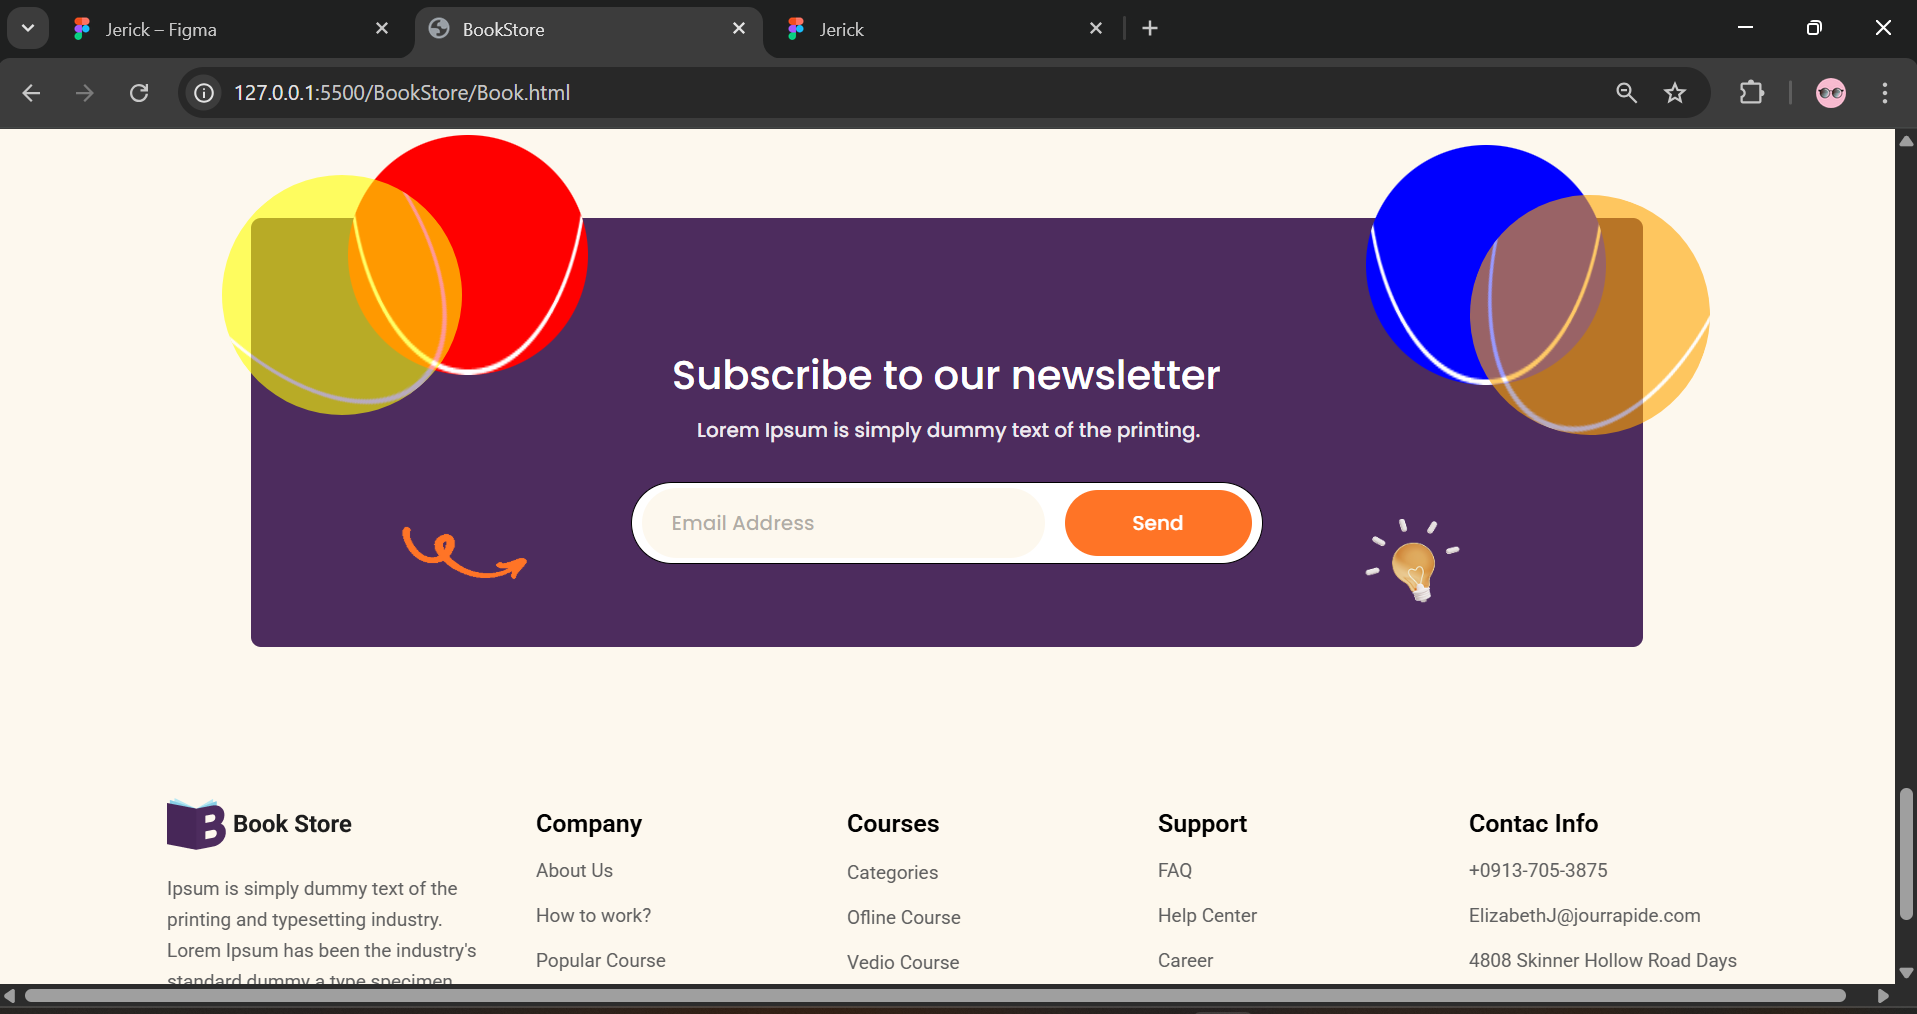 Jerick – Figma
BookStore
Jerick
127.0.0.1:5500/BookStore/Book.html
Subscribe to our newsletter
Lorem Ipsum is simply dummy text of the printing.
Email Address
Send
Book Store
Ipsum is simply dummy text of the
printing and typesetting industry.
Lorem Ipsum has been the industry's
standard dummy a type specimen
Company
About Us
How to work?
Popular Course
Courses
Categories
Ofline Course
Vedio Course
Support
FAQ
Help Center
Career
Contac Info
+0913-705-3875
ElizabethJ@jourrapide.com
4808 Skinner Hollow Road Days